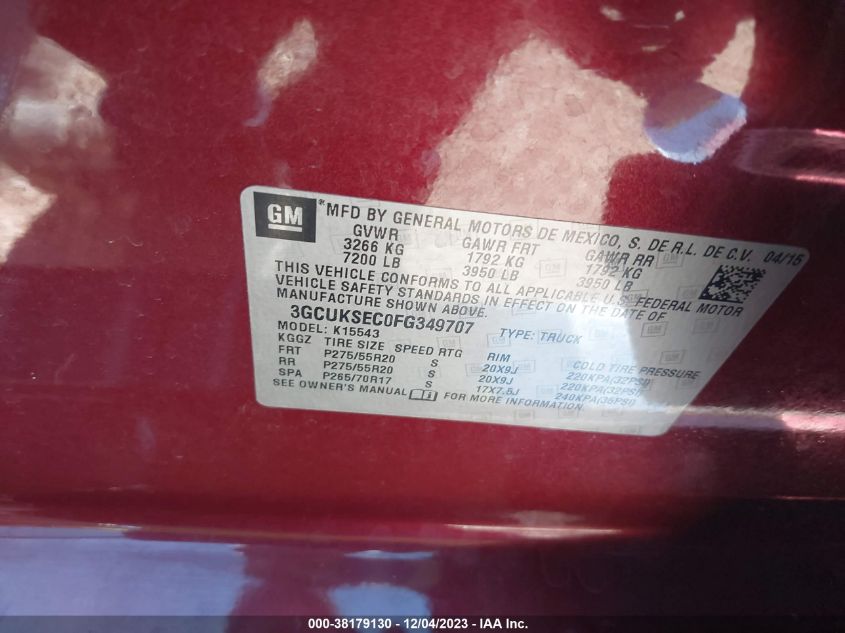 GM
*MFD BY GENERAL MOTORS DE MEXICO, S. DE R.L. DE C.V. 04/15
GVWR GAWR FRT GAWR RR
3266 KG 1792 KG 1792 KG
7200 LB 3950 LB 3950 LB
THIS VEHICLE CONFORMS TO ALL APPLICABLE U.S. FEDERAL MOTOR
VEHICLE SAFETY STANDARDS IN EFFECT ON THE DATE OF
MANUFACTURE SHOWN ABOVE.
3GCUKSEC0FG349707 TYPE: TRUCK
MODEL: K15543
KGGZ TIRE SIZE SPEED RTG RIM COLD TIRE PRESSURE
FRT P275/55R20 S 20X9J 220KPA(32PSI)
RR P275/55R20 S 20X9J 220KPA(32PSI)
SPA P265/70R17 S 17X7.5J 240KPA(35PSI)
SEE OWNER'S MANUAL FOR MORE INFORMATION.
000-38179130 - 12/04/2023 - IAA Inc.